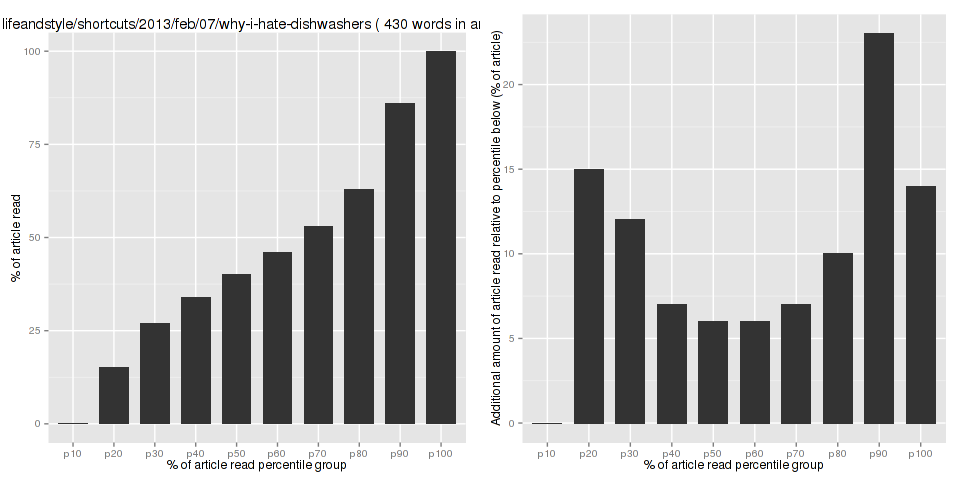 lifeandstyle/shortcuts/2013/feb/07/why-i-hate-dishwashers ( 430 words in ar
% of article read
100
75
50
25
0
p10 p20 p30 p40 p50 p60 p70 p80 p90 p100
% of article read percentile group
Additional amount of article read relative to percentile below (% of article)
20
15
10
5
0
p10 p20 p30 p40 p50 p60 p70 p80 p90 p100
% of article read percentile group